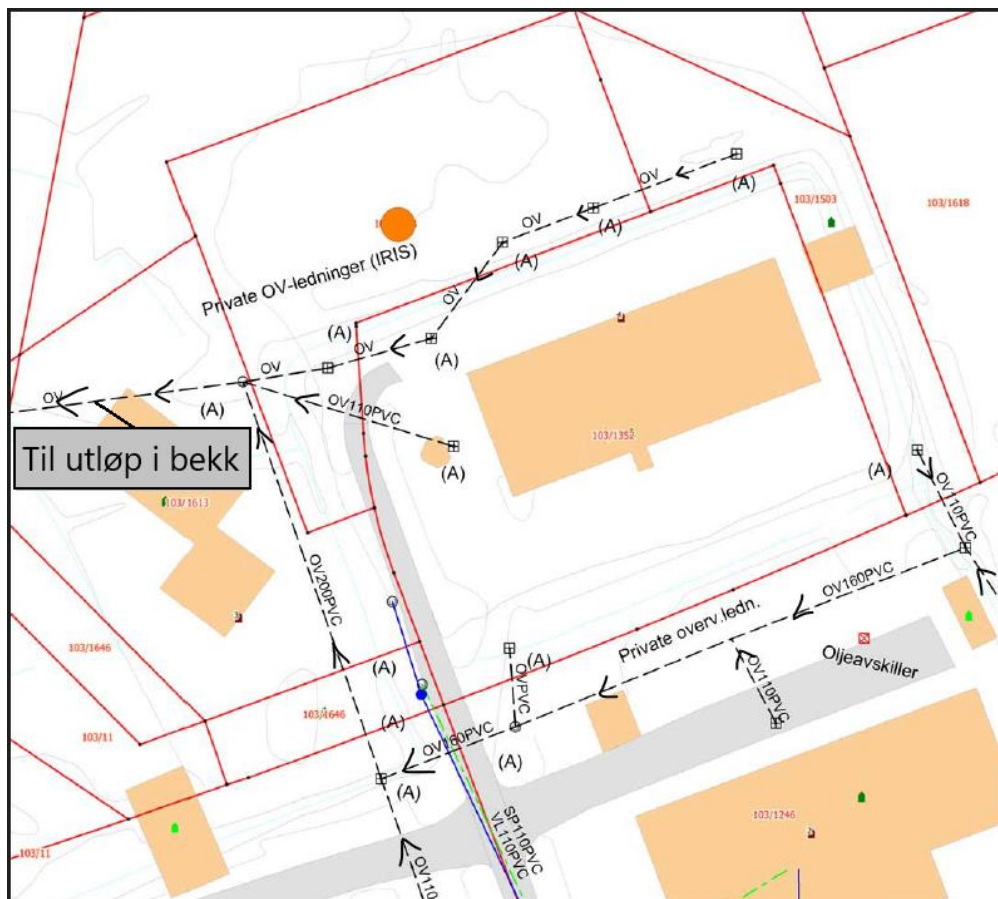 OV
(A)
103/1503
103/1618
OV
OV
(A)
Private OV-ledninger (IRIS)
OV
(A)
OV
(A)
OV
OV
(A)
OV110PVC
Til utløp i bekk
103/1352
(A)
(A)
103/1613
OV110PVC
OV200PVC
OV160PVC
Private overv.ledn.
Oljeavskiller
103/1646
(A)
OVPVC
(A)
OV110PVC
103/1646
(A)
103/11
OV160PVC
(A)
(A)
SP110PVC
VL110PVC
103/1246
103/11
OV110